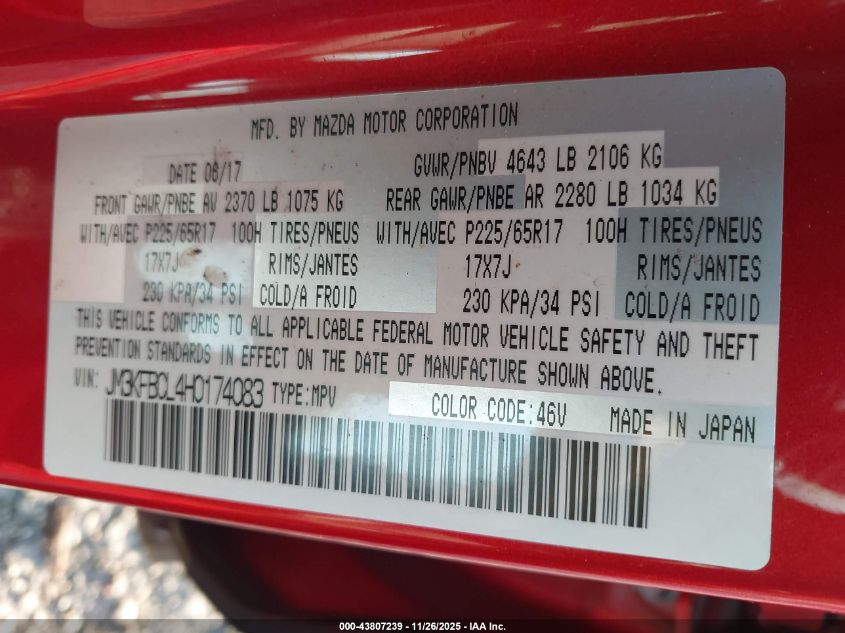 MFD. BY MAZDA MOTOR CORPORATION
DATE 06/17 GVWR/PNBV 4643 LB 2106 KG
FRONT GAWR/PNBE AV 2370 LB 1075 KG REAR GAWR/PNBE AR 2280 LB 1034 KG
WITH/AVEC P225/65R17 100H TIRES/PNEUS WITH/AVEC P225/65R17 100H TIRES/PNEUS
17X7J RIMS/JANTES 17X7J RIMS/JANTES
230 KPA/34 PSI COLD/A FROID 230 KPA/34 PSI COLD/A FROID
THIS VEHICLE CONFORMS TO ALL APPLICABLE FEDERAL MOTOR VEHICLE SAFETY AND THEFT
PREVENTION STANDARDS IN EFFECT ON THE DATE OF MANUFACTURE SHOWN ABOVE.
VIN: JM3KFBCL4H0174083 TYPE:MPV COLOR CODE:46V MADE IN JAPAN
000-43807239 — 11/26/2025 — IAA Inc.